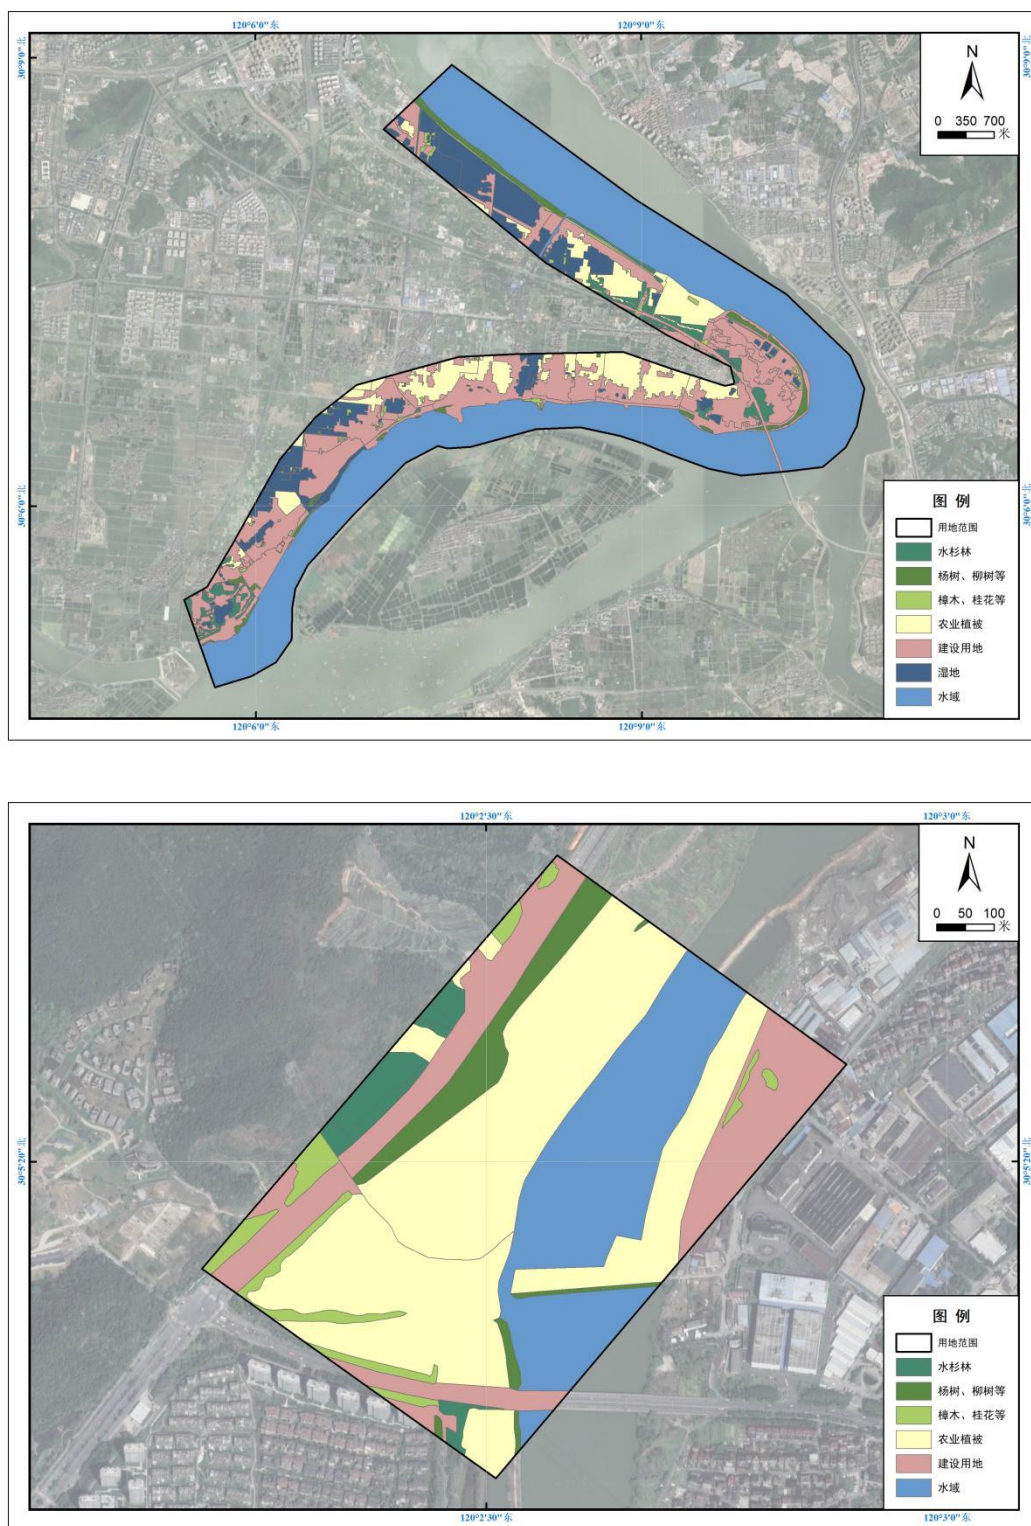 120°6'0"东 120°9'0"东
30°9'0"北 30°9'0"北
N
0 350 700
米
30°6'0"北 30°6'0"北
图 例
用地范围
水杉林
杨树、柳树等
樟木、桂花等
农业植被
建设用地
湿地
水域
120°6'0"东 120°9'0"东
120°2'30"东 120°3'0"东
N
0 50 100
米
30°5'20"北 30°5'20"北
图 例
用地范围
水杉林
杨树、柳树等
樟木、桂花等
农业植被
建设用地
水域
120°2'30"东 120°3'0"东